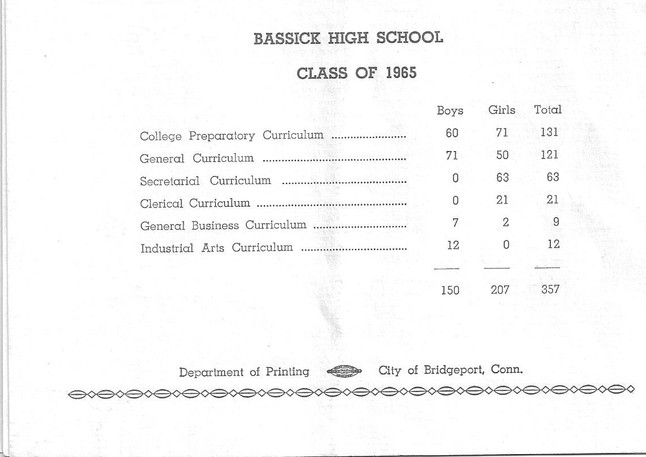 BASSICK HIGH SCHOOL
CLASS OF 1965
Boys Girls Total
College Preparatory Curriculum ........................ 60 71 131
General Curriculum .............................................. 71 50 121
Secretarial Curriculum ........................................ 0 63 63
Clerical Curriculum ................................................ 0 21 21
General Business Curriculum .............................. 7 2 9
Industrial Arts Curriculum .................................. 12 0 12
150 207 357
Department of Printing City of Bridgeport, Conn.